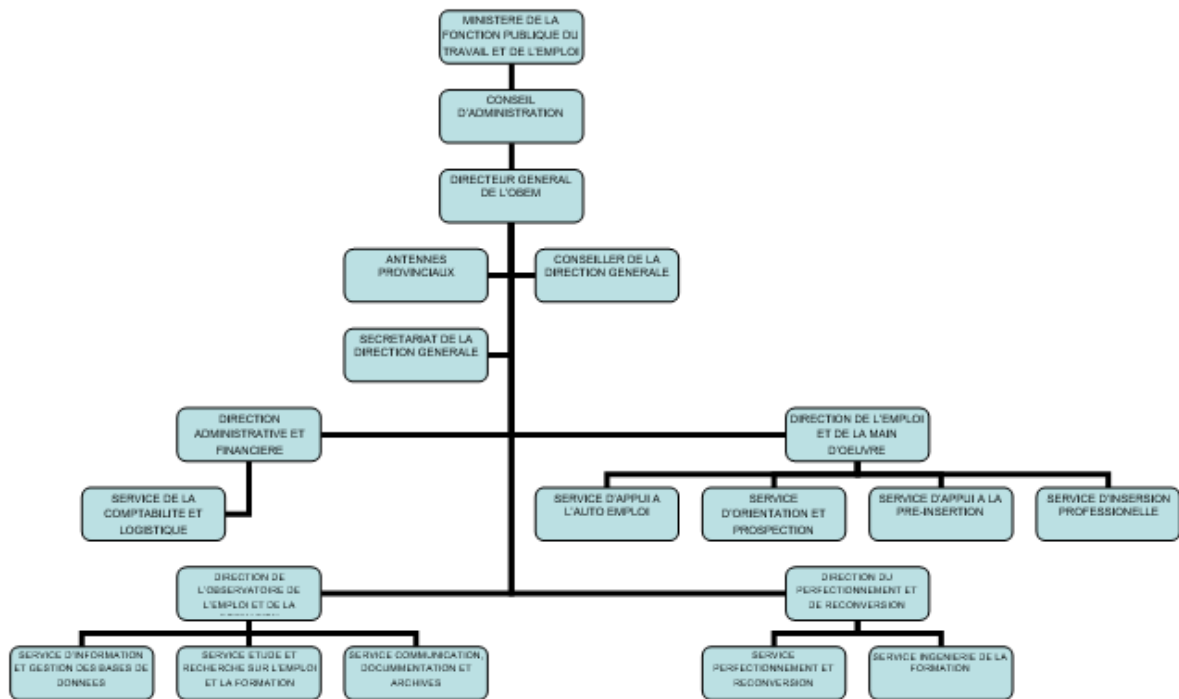 MINISTERE DE LA
FONCTION PUBLIQUE DU
TRAVAIL ET DE L'EMPLOI
CONSEIL
D'ADMINISTRATION
DIRECTEUR GENERAL
DE L'OBEM
ANTENNES
PROVINCIAUX
CONSEILLER DE LA
DIRECTION GENERALE
SECRETARIAT DE LA
DIRECTION GENERALE
DIRECTION
ADMINISTRATIVE ET
FINANCIERE
DIRECTION DE L'EMPLOI
ET DE LA MAIN
D'OEUVRE
SERVICE DE LA
COMPTABILITE ET
LOGISTIQUE
SERVICE D'APPUI A
L'AUTO EMPLOI
SERVICE
D'ORIENTATION ET
PROSPECTION
SERVICE D'APPUI A LA
PRE-INSERTION
SERVICE D'INSERSION
PROFESSIONELLE
DIRECTION DE
L'OBSERVATOIRE DE
L'EMPLOI ET DE LA
DIRECTION DU
PERFECTIONNEMENT ET
DE RECONVERSION
SERVICE D'INFORMATION
ET GESTION DES BASES DE
DONNEES
SERVICE ETUDE ET
RECHERCHE SUR L'EMPLOI
ET LA FORMATION
SERVICE COMMUNICATION,
DOCUMMENTATION ET
ARCHIVES
SERVICE
PERFECTIONNEMENT ET
RECONVERSION
SERVICE INGENIERIE DE LA
FORMATION